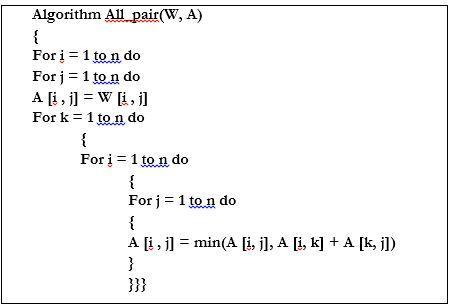 Algorithm All_pair(W, A)
{
For i = 1 to n do
For j = 1 to n do
A [i , j] = W [i , j]
For k = 1 to n do
{
For i = 1 to n do
{
For j = 1 to n do
{
A [i , j] = min(A [i, j], A [i, k] + A [k, j])
}
}}}